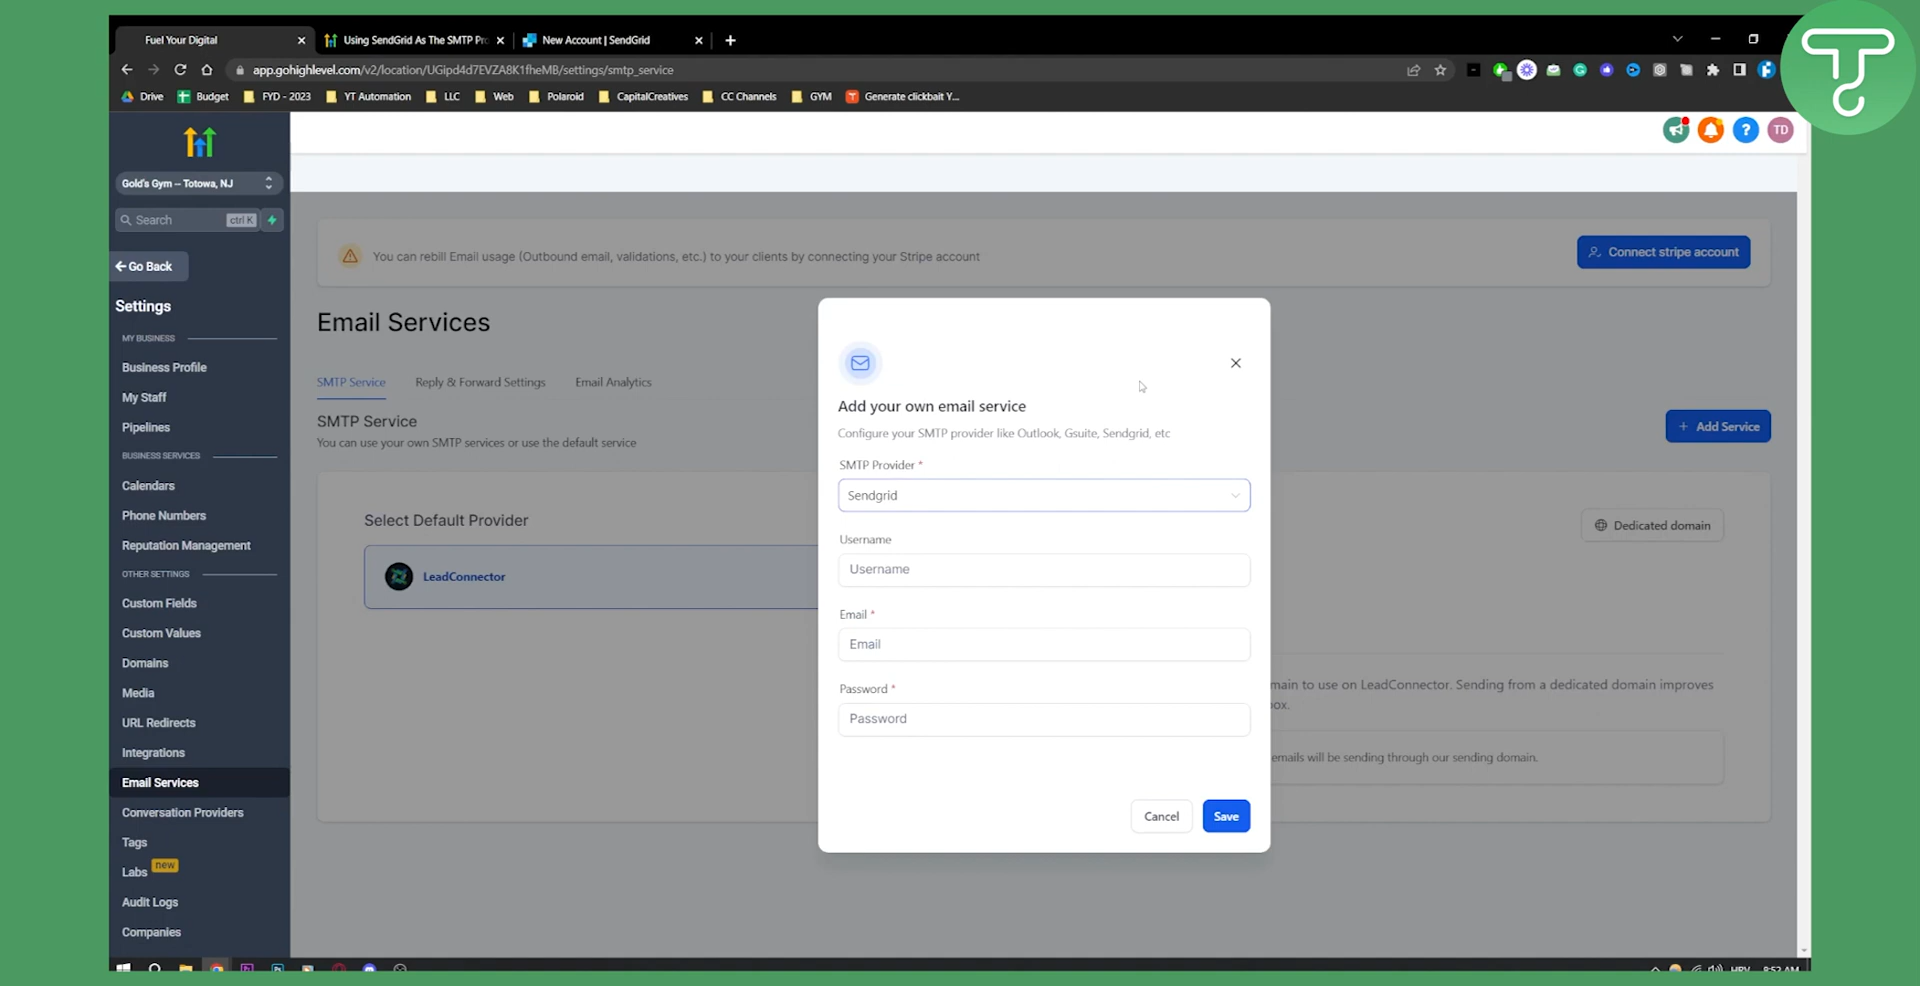 Fuel Your Digital
Using SendGrid As The SMTP Pro
New Account | SendGrid
app.gohighlevel.com/v2/location/UGipd4d7EVZA8K1fheMB/settings/smtp_service
Drive
Budget
FYD - 2023
YT Automation
LLC
Web
Polaroid
CapitalCreatives
CC Channels
GYM
Generate clickbait Y...
TD
Gold's Gym -- Totowa, NJ
Search
ctrl K
Go Back
Settings
MY BUSINESS
Business Profile
My Staff
Pipelines
BUSINESS SERVICES
Calendars
Phone Numbers
Reputation Management
OTHER SETTINGS
Custom Fields
Custom Values
Domains
Media
URL Redirects
Integrations
Email Services
Conversation Providers
Tags
Labs new
Audit Logs
Companies
You can rebill Email usage (Outbound email, validations, etc.) to your clients by connecting your Stripe account
Connect stripe account
Email Services
SMTP Service
Reply & Forward Settings
Email Analytics
SMTP Service
You can use your own SMTP services or use the default service
+ Add Service
Select Default Provider
LeadConnector
Dedicated domain
main to use on LeadConnector. Sending from a dedicated domain improves
box.
emails will be sending through our sending domain.
Add your own email service
Configure your SMTP provider like Outlook, Gsuite, Sendgrid, etc
SMTP Provider *
Sendgrid
Username
Username
Email *
Email
Password *
Password
Cancel
Save
HRV
8:52 AM